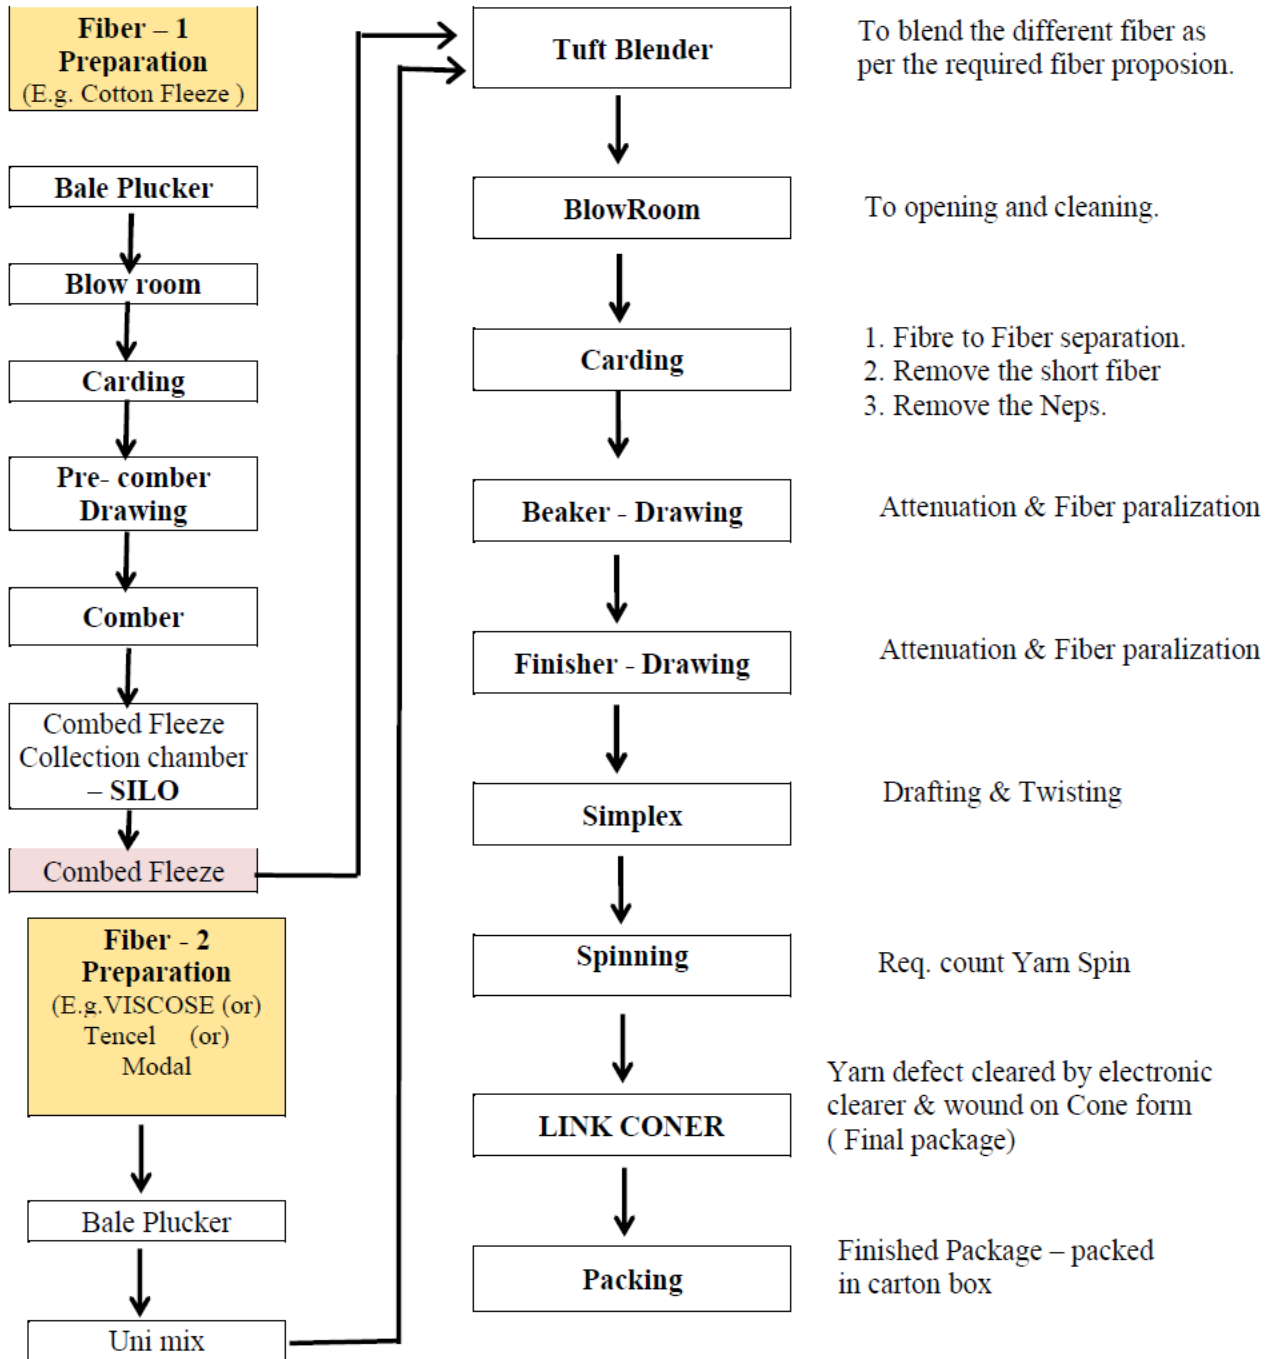 Fiber – 1
Preparation
(E.g. Cotton Fleeze )
Bale Plucker
Blow room
Carding
Pre- comber
Drawing
Comber
Combed Fleeze
Collection chamber
– SILO
Combed Fleeze
Fiber - 2
Preparation
(E.g.VISCOSE (or)
Tencel (or)
Modal
Bale Plucker
Uni mix
Tuft Blender
To blend the different fiber as
per the required fiber proposion.
BlowRoom
To opening and cleaning.
Carding
1. Fibre to Fiber separation.
2. Remove the short fiber
3. Remove the Neps.
Beaker - Drawing
Attenuation & Fiber paralization
Finisher - Drawing
Attenuation & Fiber paralization
Simplex
Drafting & Twisting
Spinning
Req. count Yarn Spin
LINK CONER
Yarn defect cleared by electronic
clearer & wound on Cone form
( Final package)
Packing
Finished Package – packed
in carton box